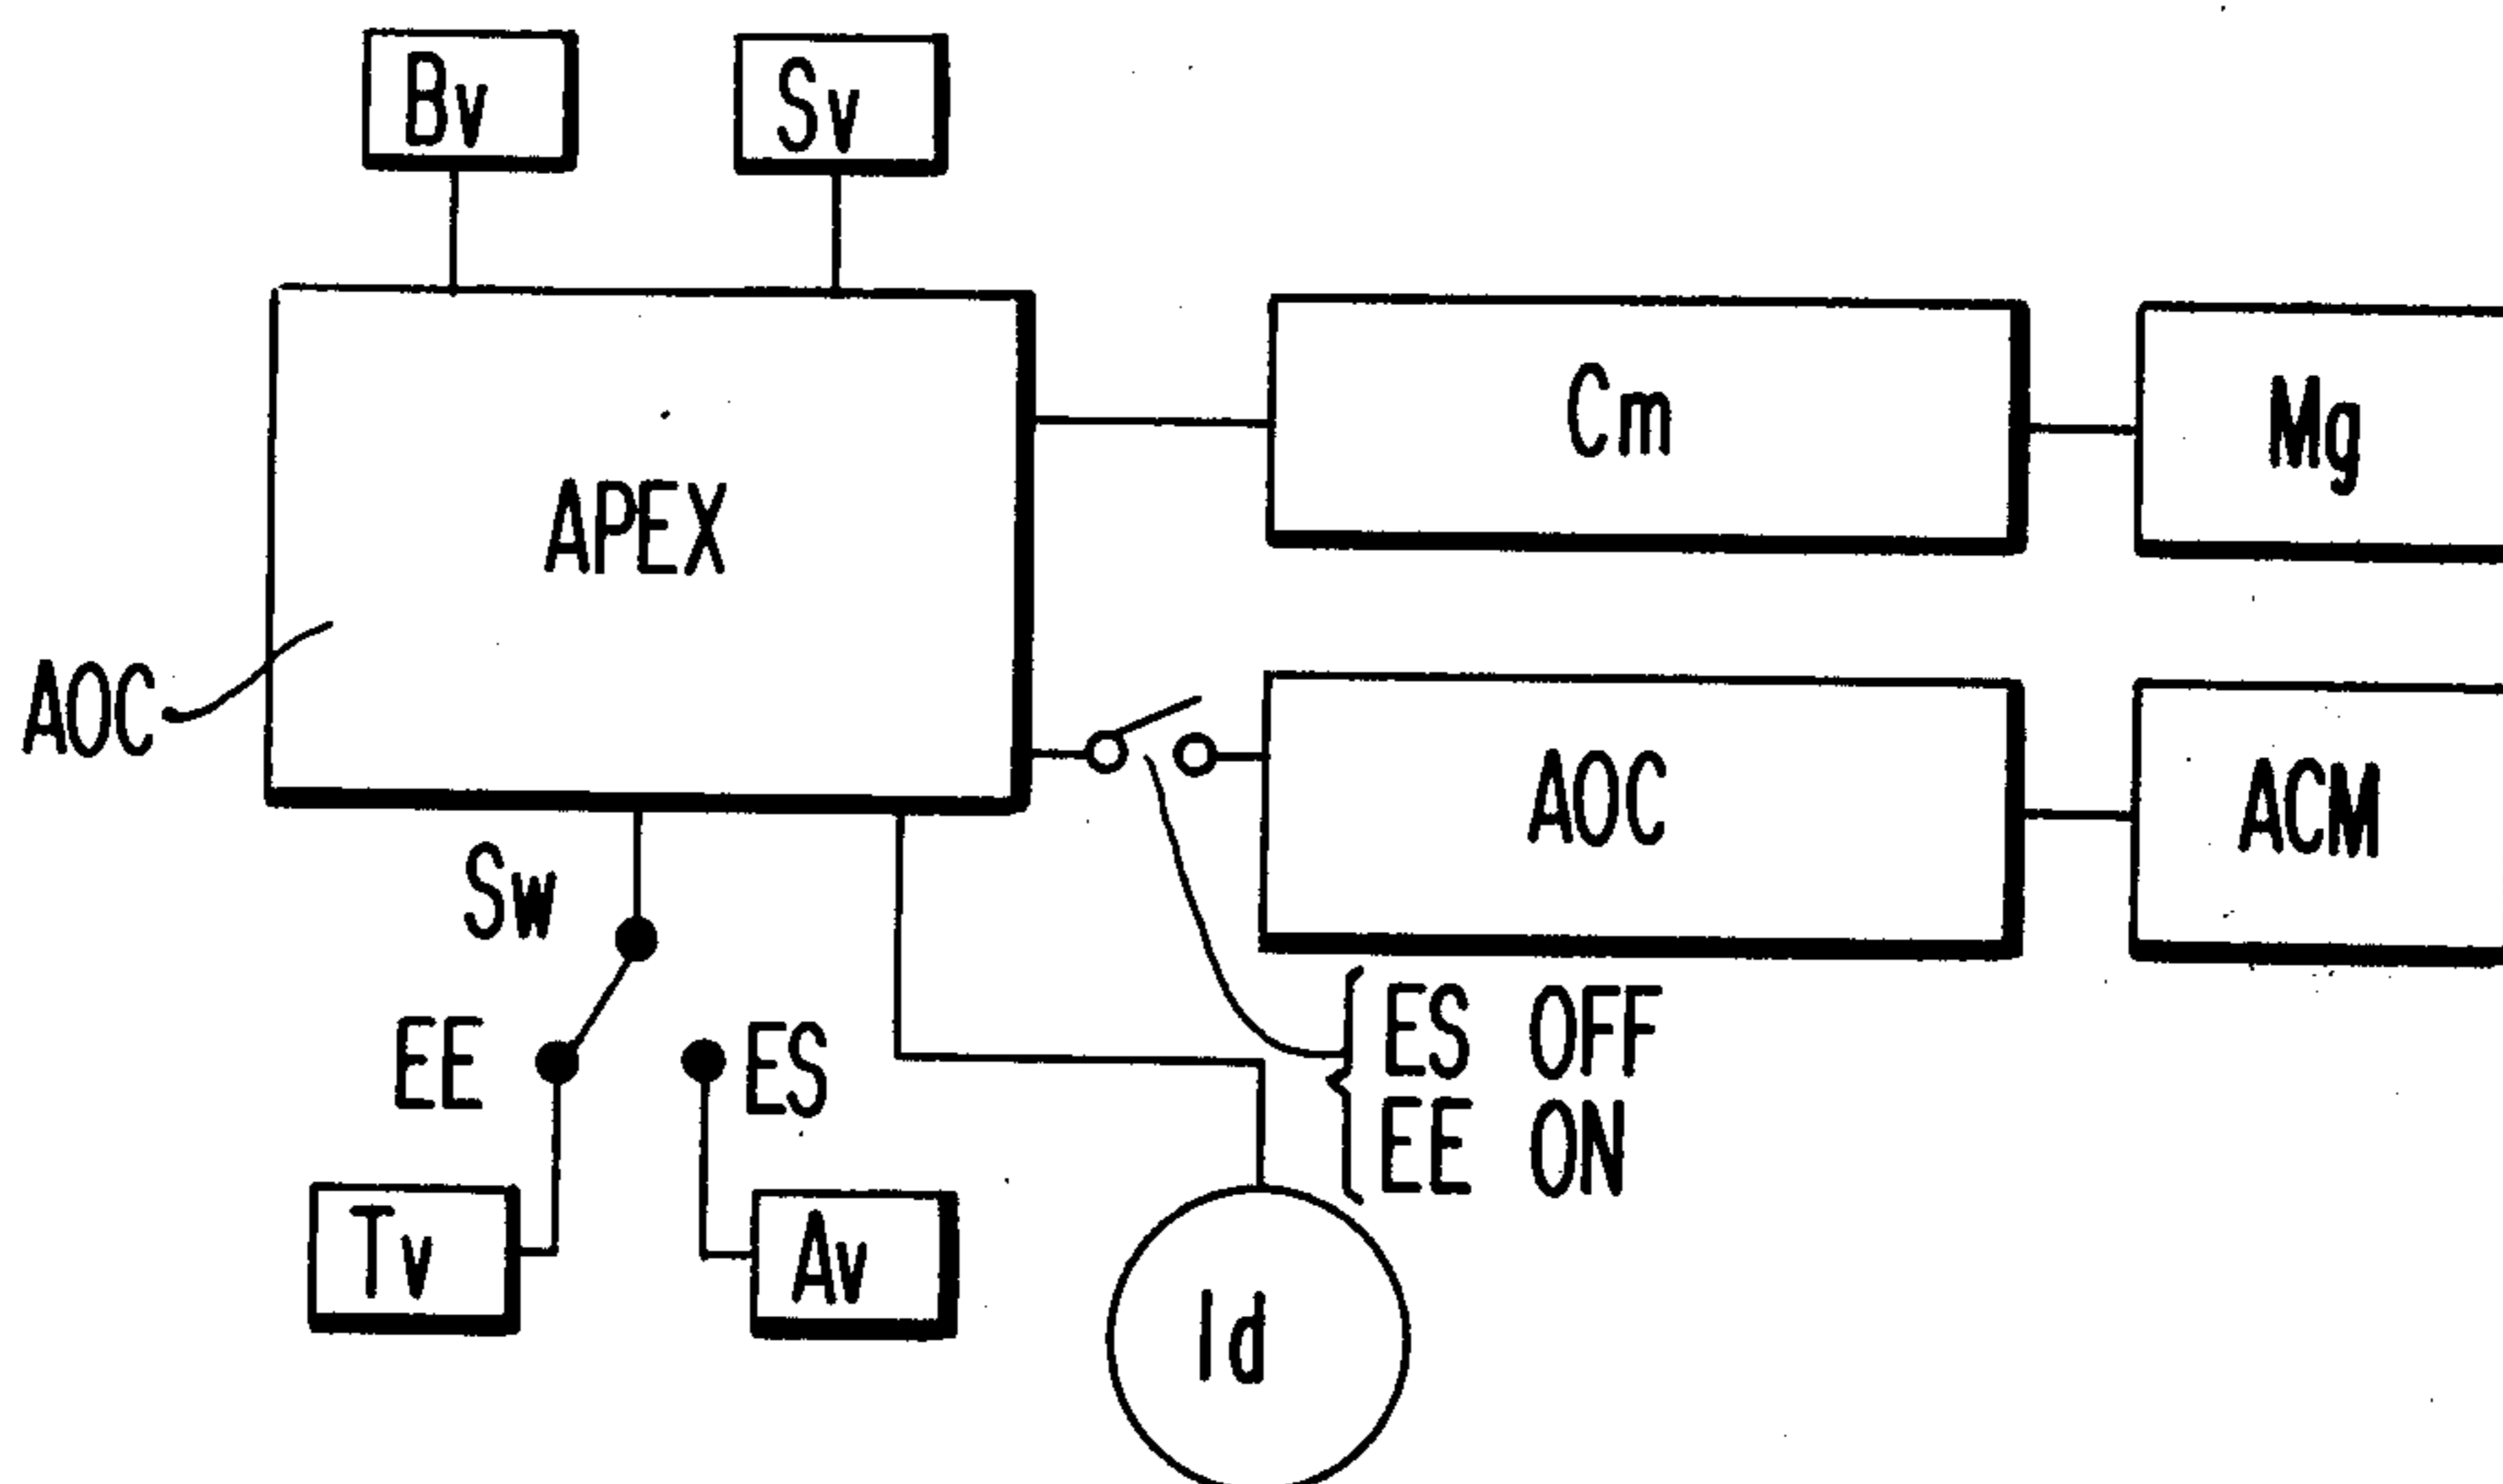 Bv
Sv
APEX
Cm
Mg
AOC
AOC
ACM
Sw
EE
ES
ES OFF
EE ON
Tv
Av
Id